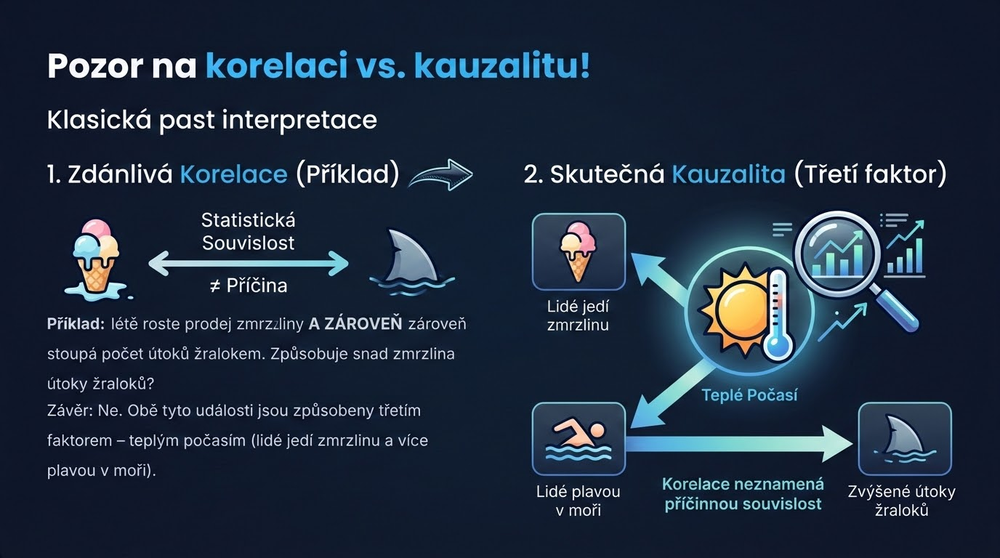 Pozor na korelaci vs. kauzalitu!
Klasická past interpretace
1. Zdánlivá Korelace (Příklad)
Statistická
Souvislost
≠ Příčina
Příklad: létě roste prodej zmrzzliny A ZÁROVEŇ zároveň
stoupá počet útoků žralokem. Způsobuje snad zmrzlina
útoky žraloků?
Závěr: Ne. Obě tyto události jsou způsobeny třetím
faktorem – teplým počasím (lidé jedí zmrzlinu a více
plavou v moři).
2. Skutečná Kauzalita (Třetí faktor)
Lidé jedí
zmrzlinu
Teplé Počasí
Lidé plavou
v moři
Korelace neznamená
příčinnou souvislost
Zvýšené útoky
žraloků